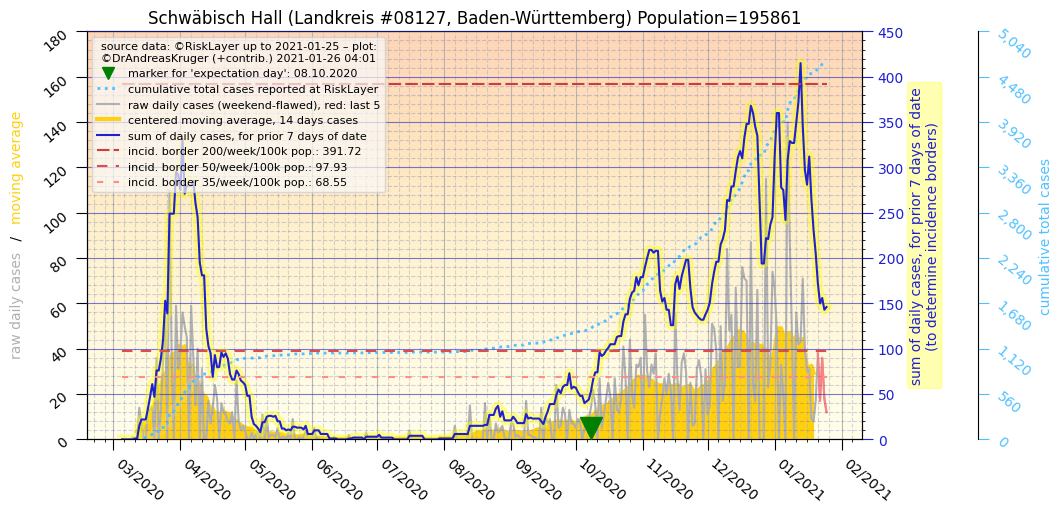 Schwäbisch Hall (Landkreis #08127, Baden-Württemberg) Population=195861
source data: ©RiskLayer up to 2021-01-25 – plot:
©DrAndreasKruger (+contrib.) 2021-01-26 04:01
marker for 'expectation day': 08.10.2020
cumulative total cases reported at RiskLayer
raw daily cases (weekend-flawed), red: last 5
centered moving average, 14 days cases
sum of daily cases, for prior 7 days of date
incid. border 200/week/100k pop.: 391.72
incid. border 50/week/100k pop.: 97.93
incid. border 35/week/100k pop.: 68.55
raw daily cases / moving average
180
160
140
120
100
80
60
40
20
0
03/2020
04/2020
05/2020
06/2020
07/2020
08/2020
09/2020
10/2020
11/2020
12/2020
01/2021
02/2021
450
400
350
300
250
200
150
100
50
0
sum of daily cases, for prior 7 days of date
(to determine incidence borders)
5,040
4,480
3,920
3,360
2,800
2,240
1,680
1,120
560
0
cumulative total cases